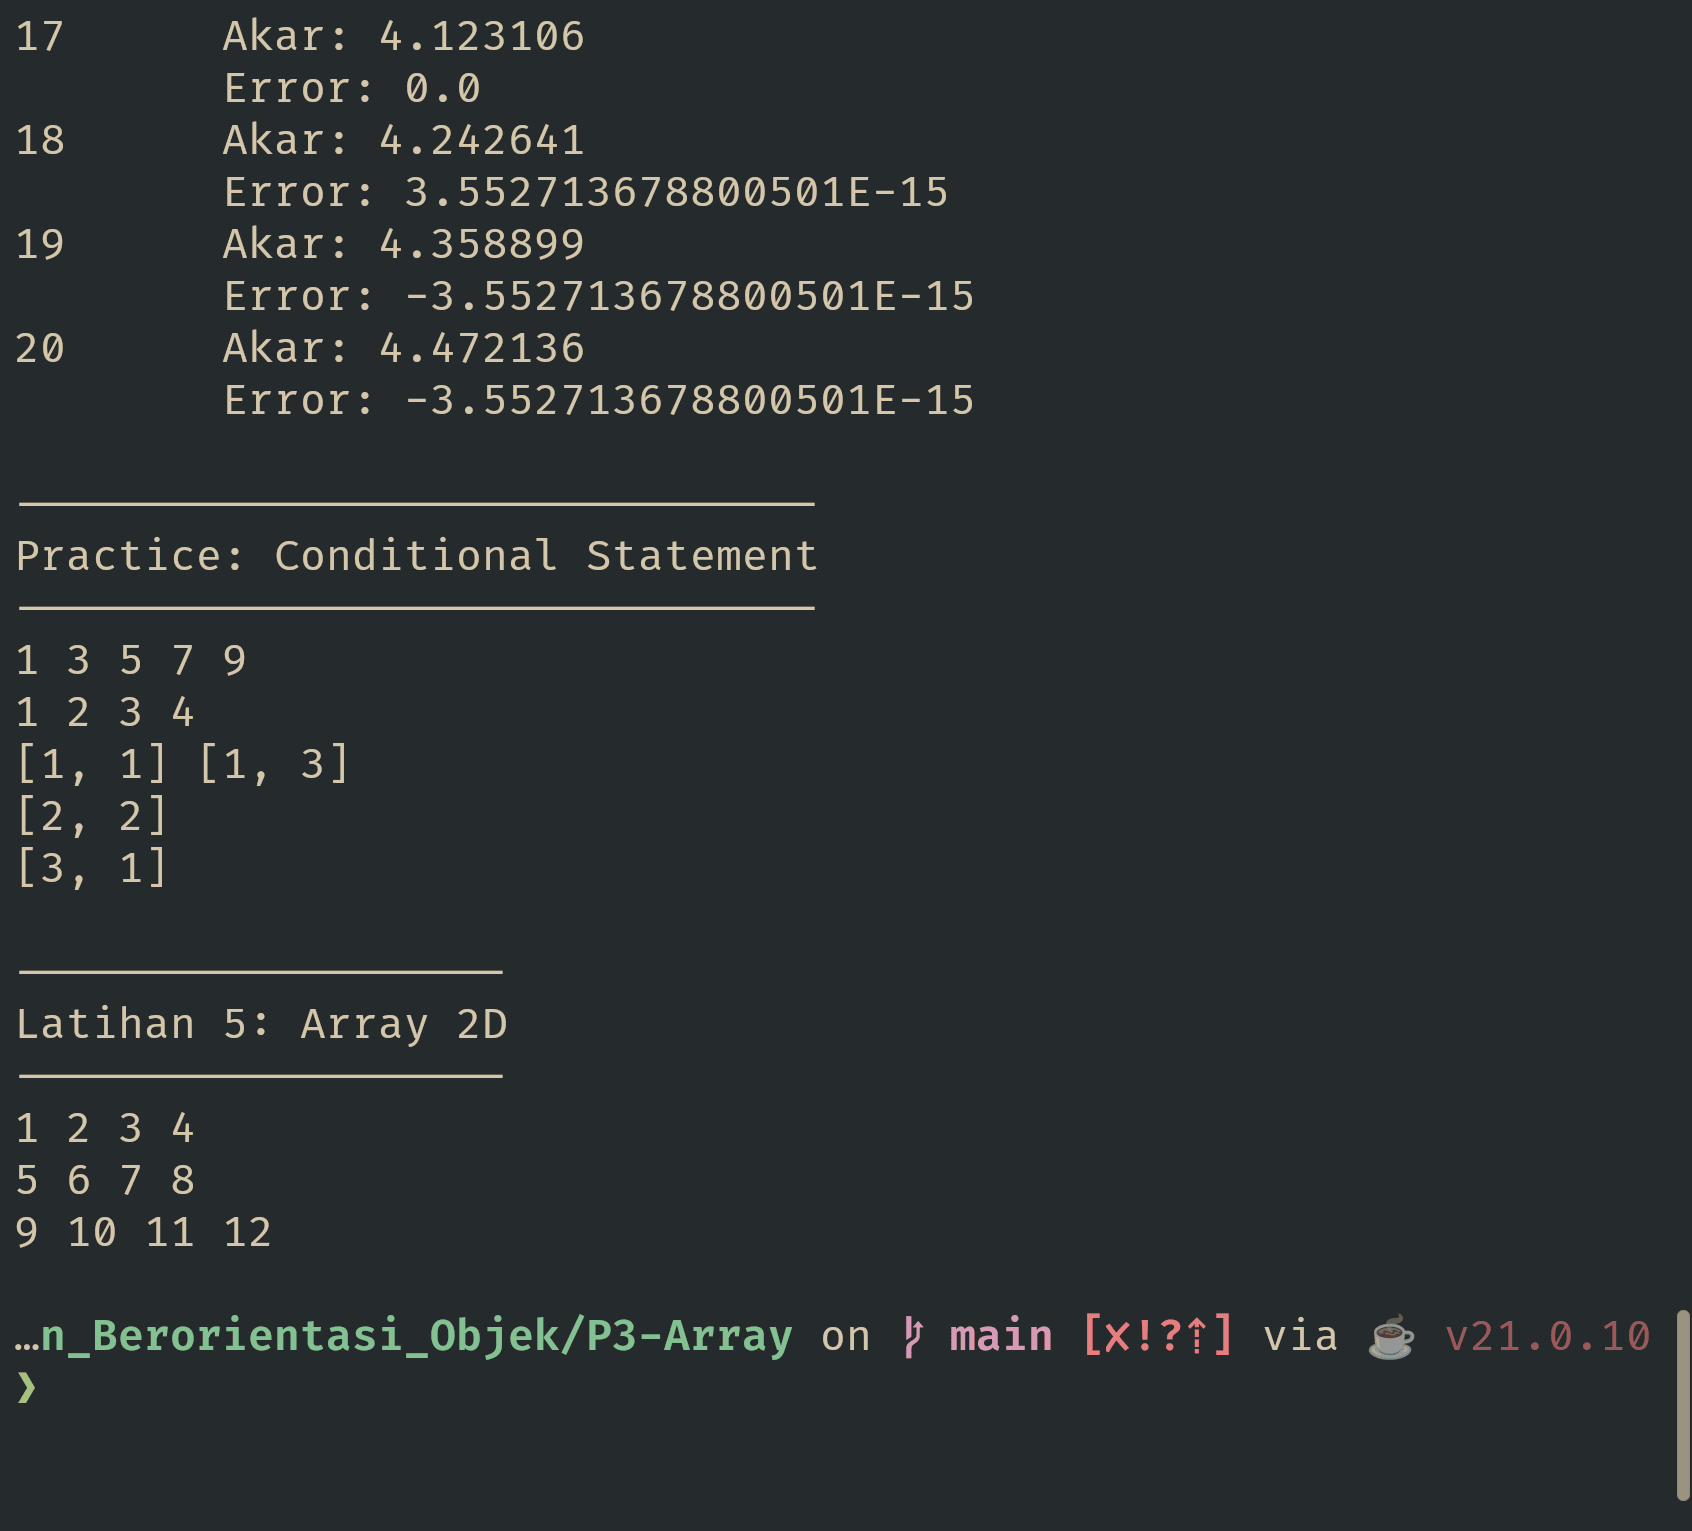 17      Akar: 4.123106
        Error: 0.0
18      Akar: 4.242641
        Error: 3.552713678800501E-15
19      Akar: 4.358899
        Error: -3.552713678800501E-15
20      Akar: 4.472136
        Error: -3.552713678800501E-15
Practice: Conditional Statement
1 3 5 7 9
1 2 3 4
[1, 1] [1, 3]
[2, 2]
[3, 1]
Latihan 5: Array 2D
1 2 3 4
5 6 7 8
9 10 11 12
…n_Berorientasi_Objek/P3-Array on main [✘!?⇡] via ☕ v21.0.10
❯